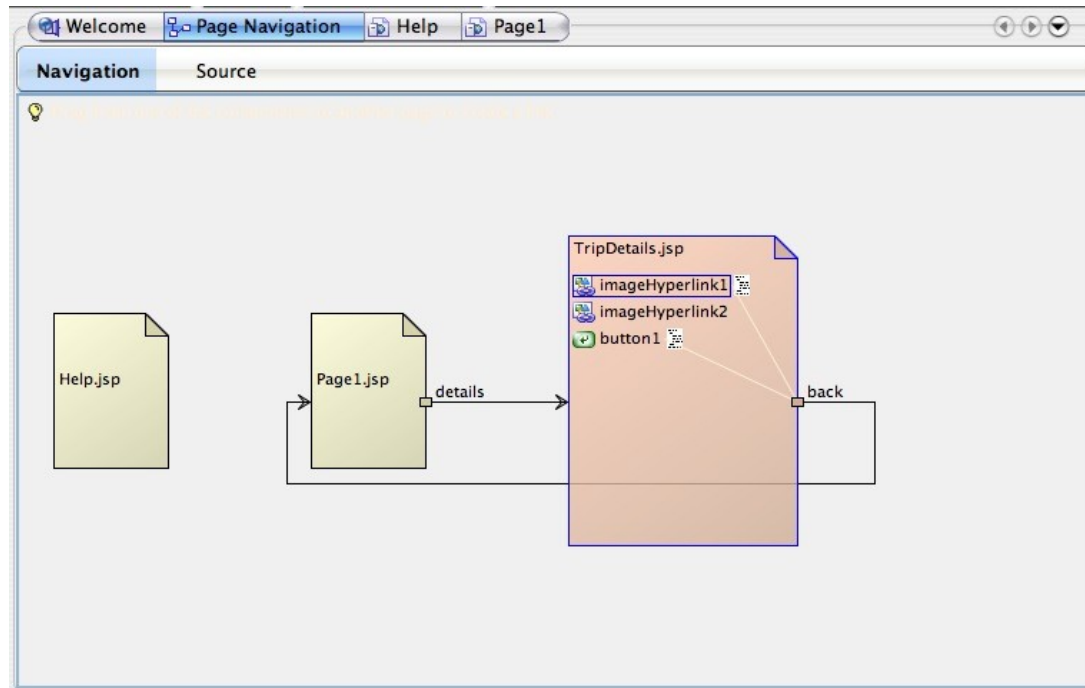 Welcome Page Navigation Help Page1
Navigation Source
TripDetails.jsp
imageHyperlink1
imageHyperlink2
button1
Help.jsp
Page1.jsp
details
back